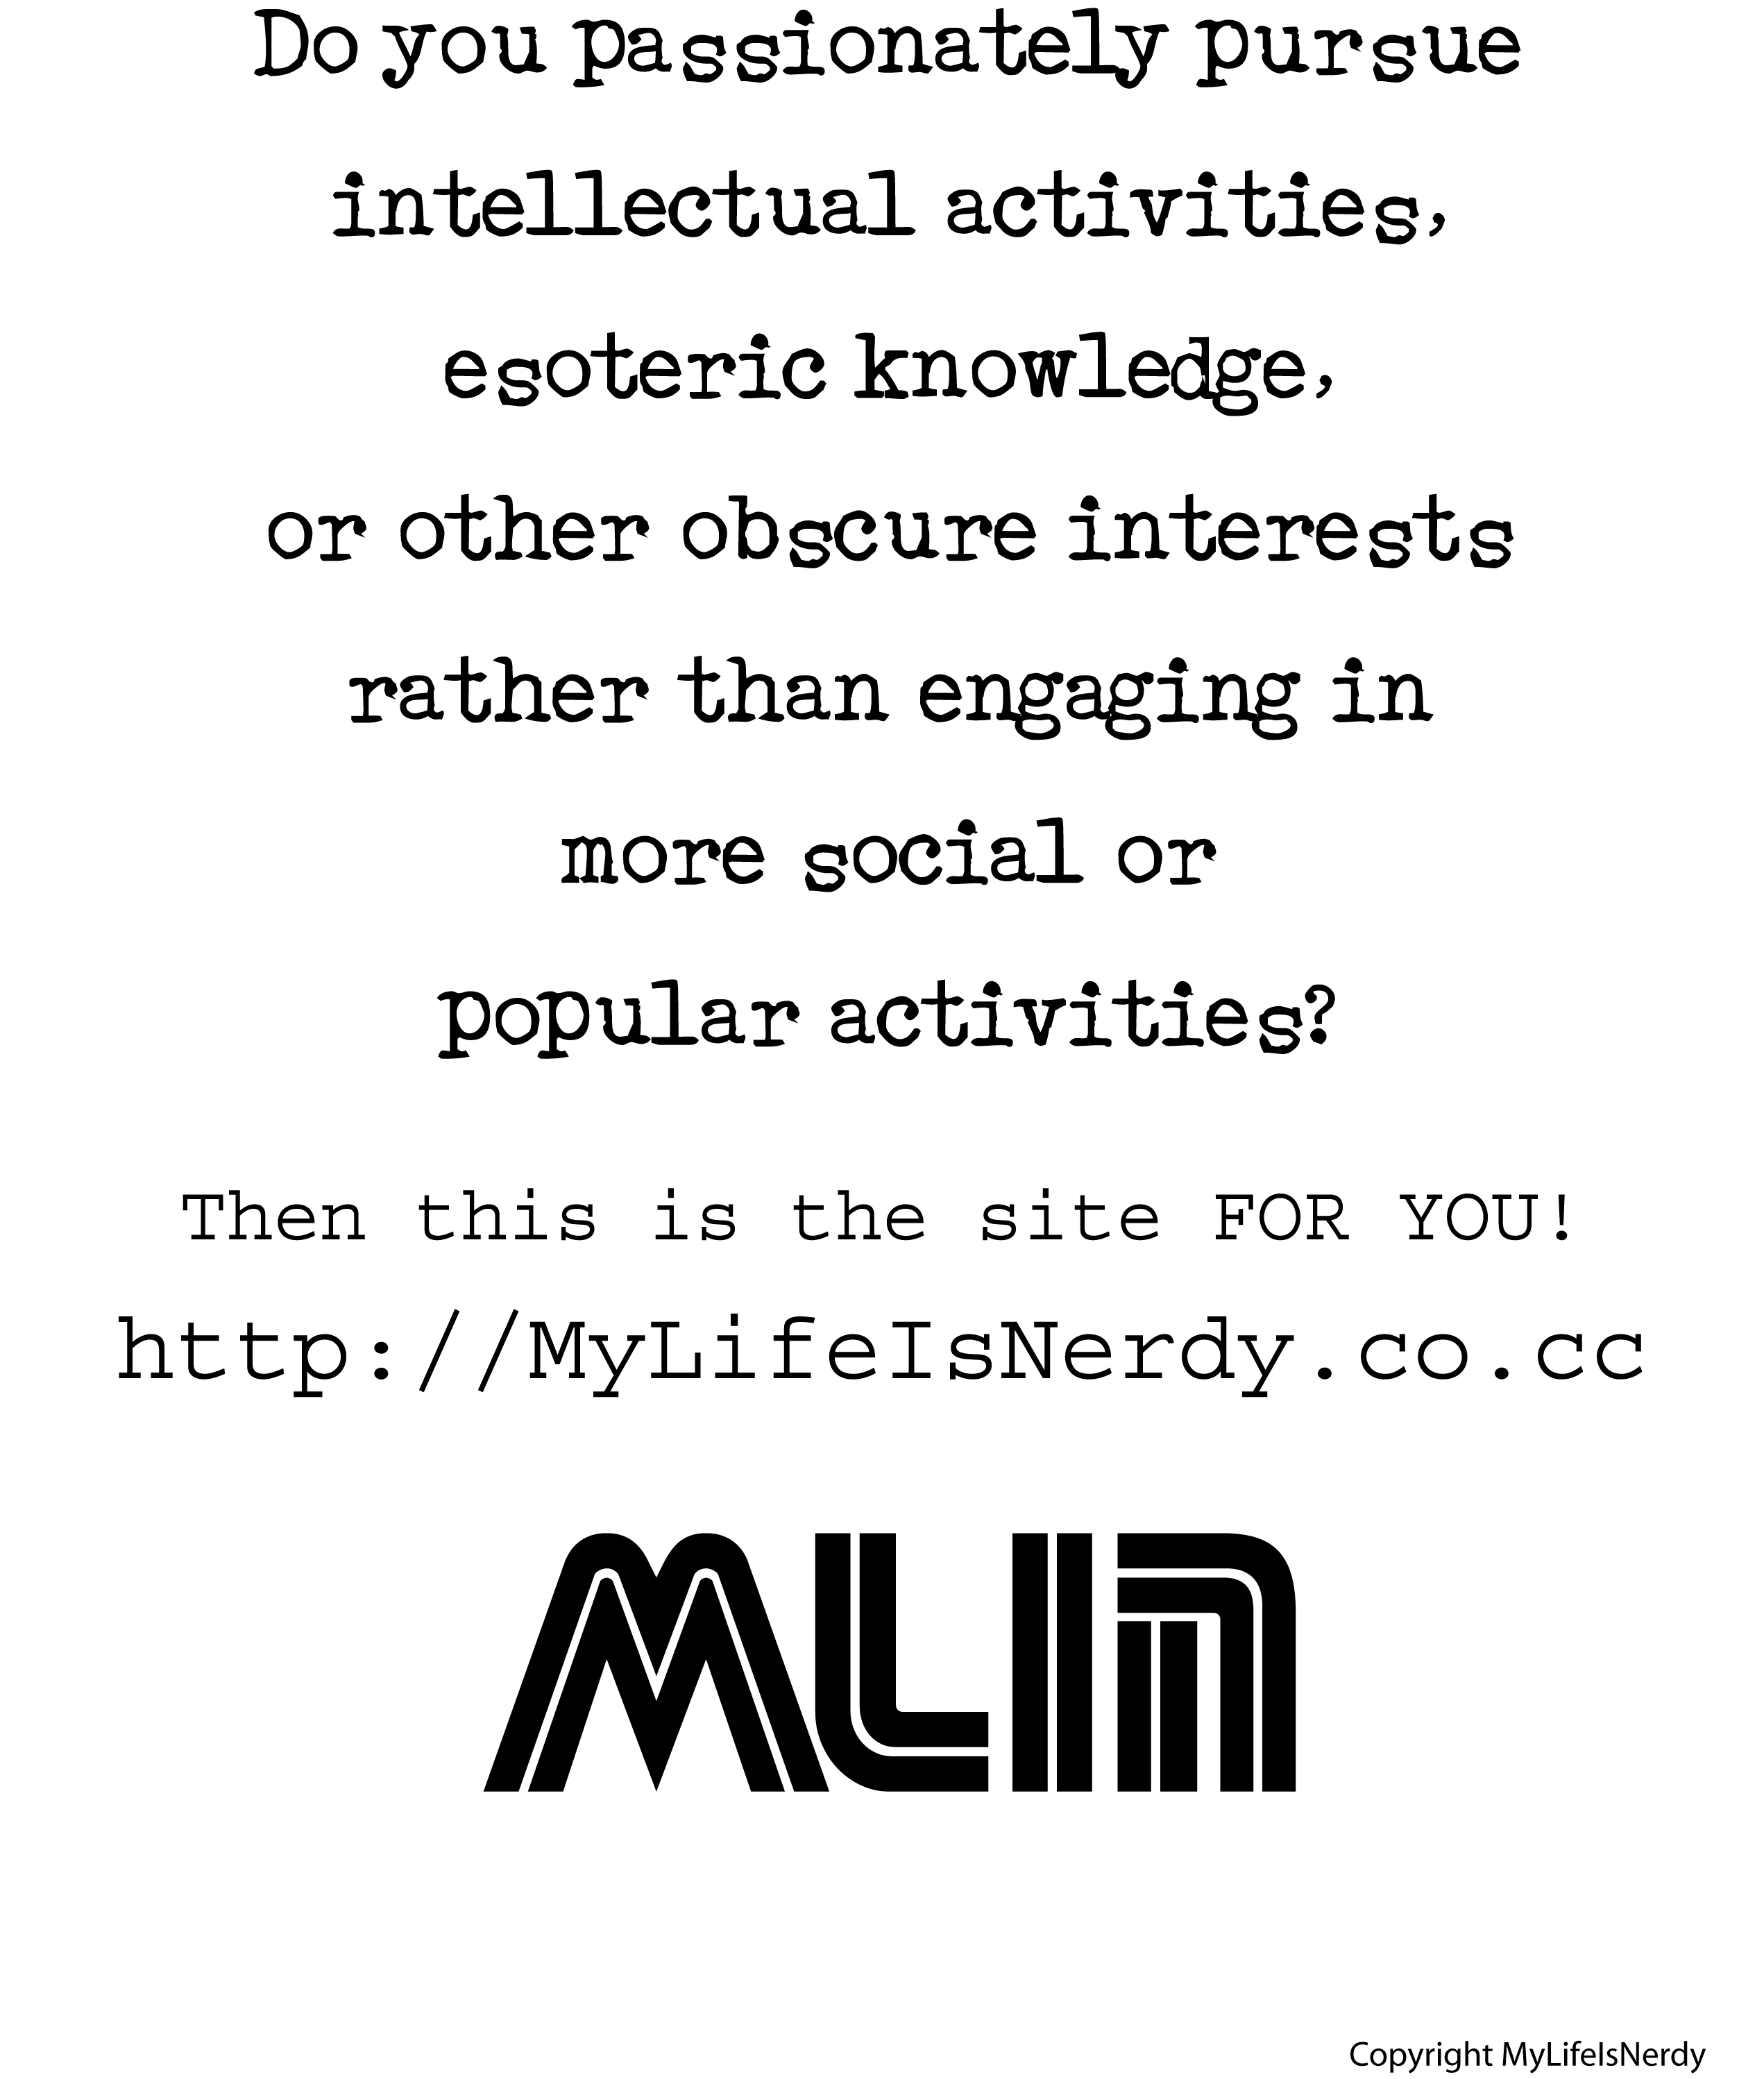 Do you passionately pursue
intellectual activities,
esoteric knowledge,
or other obscure interests
rather than engaging in
more social or
popular activities?
Then this is the site FOR YOU!
http://MyLifeIsNerdy.co.cc
MLIN
Copyright MyLifeIsNerdy